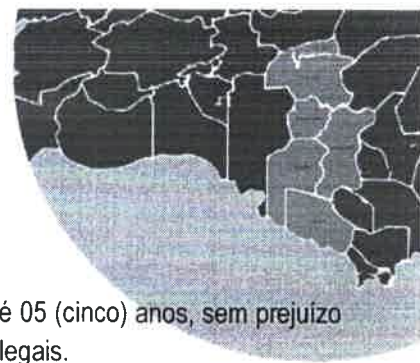 é 05 (cinco) anos, sem prejuízo
legais.